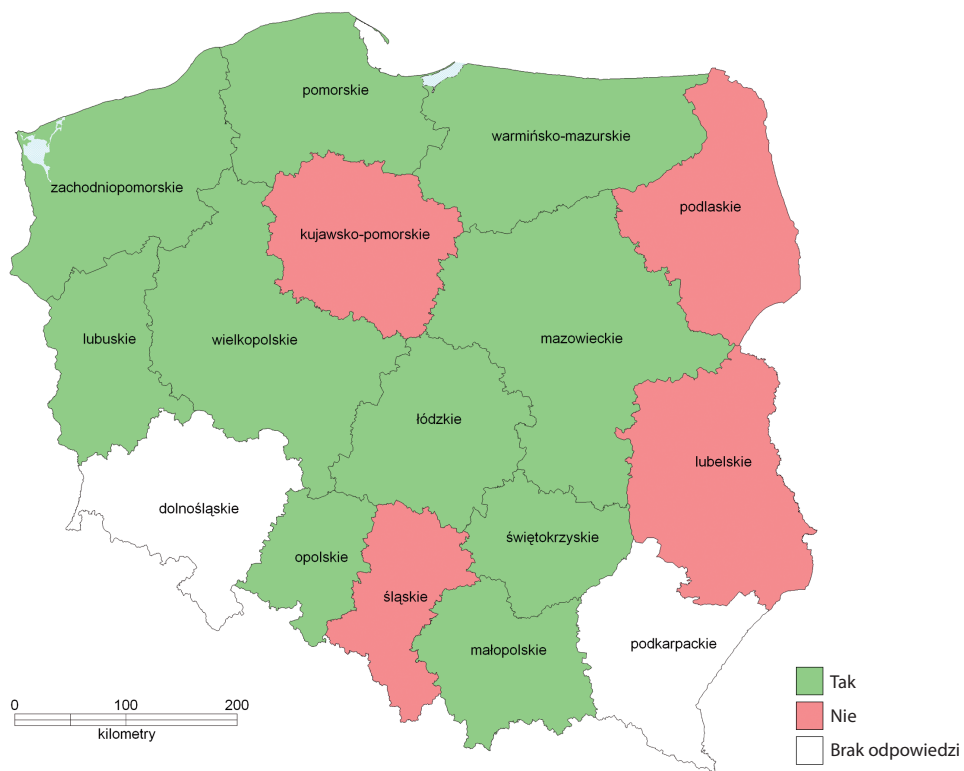 pomorskie
warmińsko-mazurskie
zachodniopomorskie
podlaskie
kujawsko-pomorskie
lubuskie
wielkopolskie
mazowieckie
łódzkie
lubelskie
dolnośląskie
świętokrzyskie
opolskie
śląskie
podkarpackie
małopolskie
0 100 200
kilometry
Tak
Nie
Brak odpowiedzi